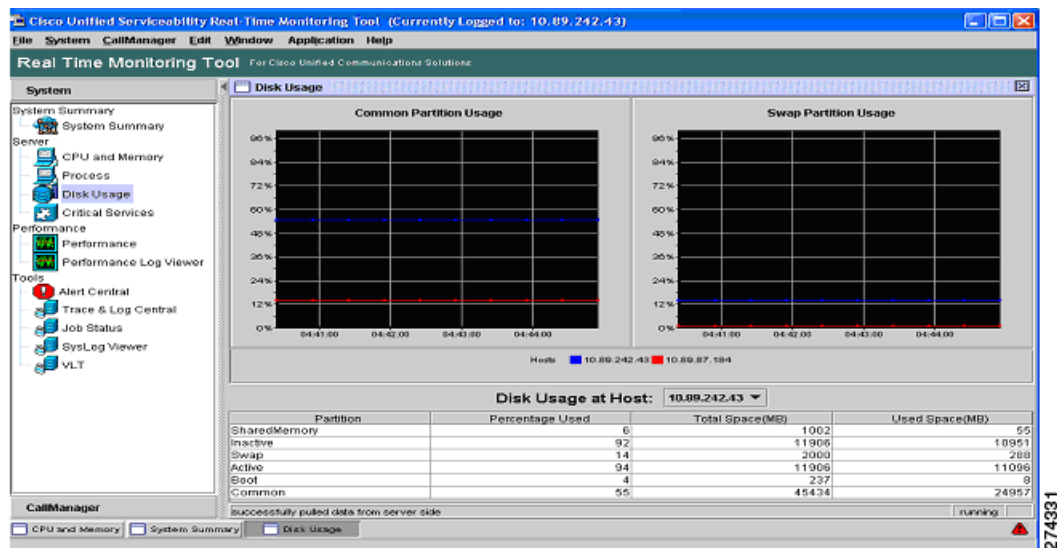 Cisco Unified Serviceability Real-Time Monitoring Tool (Currently Logged to: 10.89.242.43)
File System CallManager Edit Window Application Help
Real Time Monitoring Tool For Cisco Unified Communications Solutions
System
System Summary
System Summary
Server
CPU and Memory
Process
Disk Usage
Critical Services
Performance
Performance
Performance Log Viewer
Tools
Alert Central
Trace & Log Central
Job Status
SysLog Viewer
VLT
CallManager
Disk Usage
Common Partition Usage
96%
84%
72%
60%
48%
36%
24%
12%
0%
04:41:00 04:42:00 04:43:00 04:44:00
Swap Partition Usage
96%
84%
72%
60%
48%
36%
24%
12%
0%
04:41:00 04:42:00 04:43:00 04:44:00
Hosts 10.89.242.43 10.89.87.184
Disk Usage at Host: 10.89.242.43
Partition Percentage Used Total Space(MB) Used Space(MB)
SharedMemory 6 1002 55
Inactive 92 11906 10951
Swap 14 2000 288
Active 94 11906 11096
Boot 4 237 8
Common 55 45434 24957
successfully pulled data from server side running
CPU and Memory System Summary Disk Usage
274331